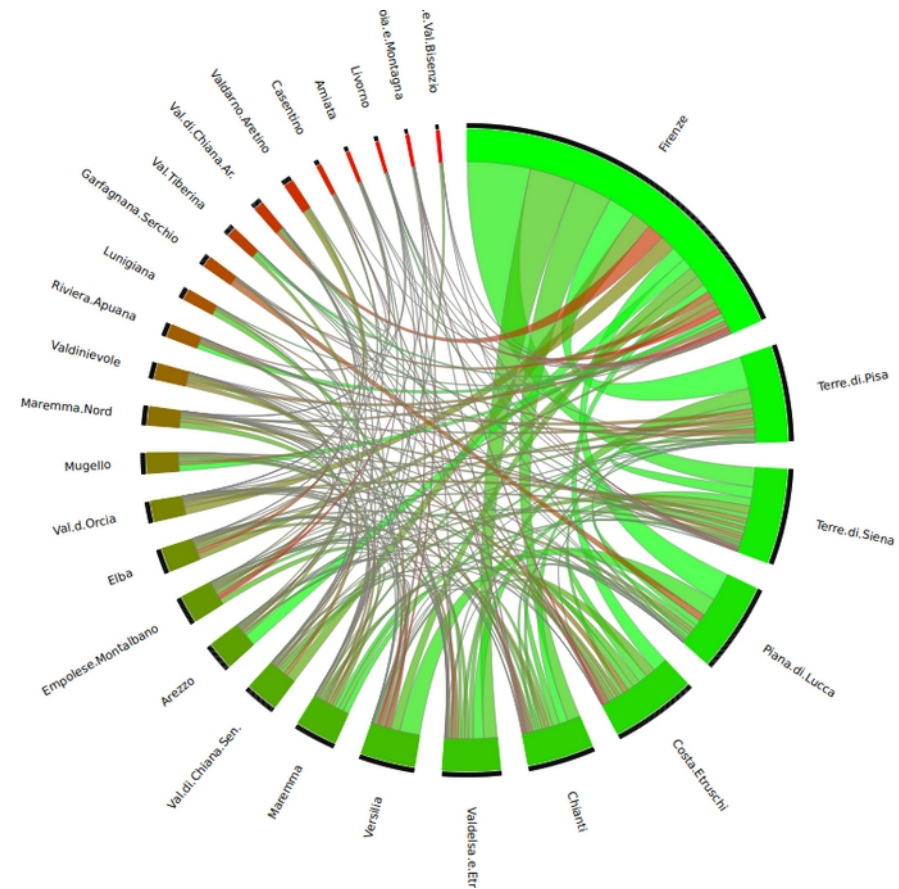 Firenze
Terre.di.Pisa
Terre.di.Siena
Piana.di.Lucca
Costa.Etruschi
Chianti
Valdelsa.e.Etr
Versilia
Maremma
Val.di.Chiana.Sen.
Arezzo
Empolese.Montalbano
Elba
Val.d.Orcia
Mugello
Maremma.Nord
Valdinievole
Riviera.Apuana
Lunigiana
Garfagnana.Serchio
Val.Tiberina
Val.di.Chiana.Ar.
Valdarno.Aretino
Casentino
Amiata
Livorno
oia.e.Montagna
.e.Val.Bisenzio